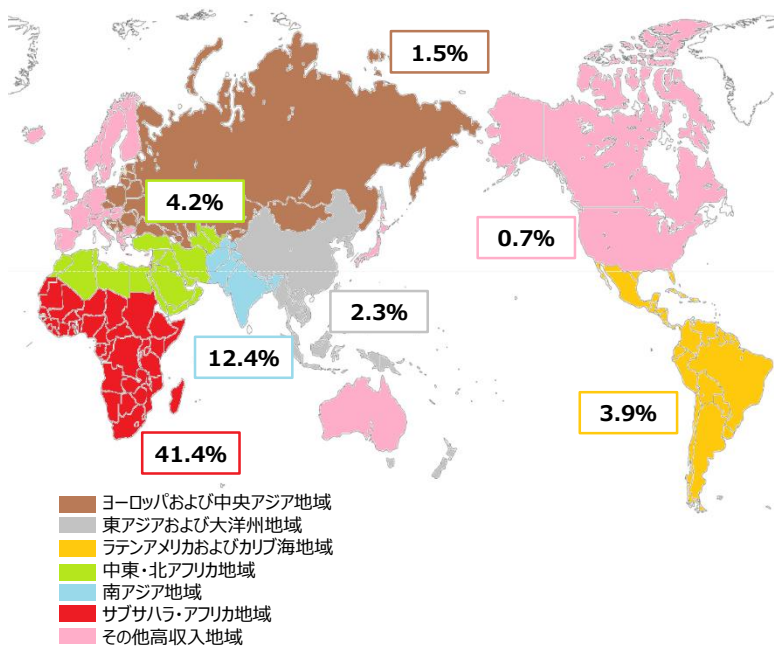 1.5%
4.2%
0.7%
2.3%
12.4%
3.9%
41.4%
ヨーロッパおよび中央アジア地域
東アジアおよび大洋州地域
ラテンアメリカおよびカリブ海地域
中東・北アフリカ地域
南アジア地域
サブサハラ・アフリカ地域
その他高収入地域